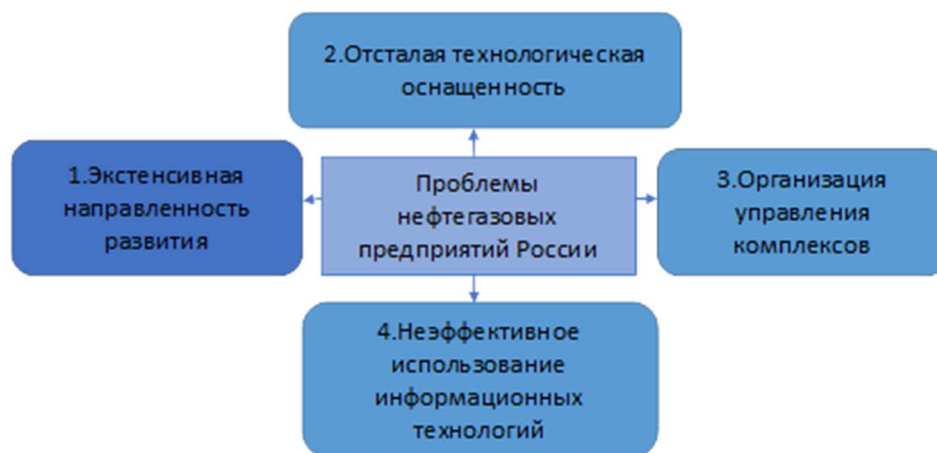 2.Отсталая технологическая
оснащенность
1.Экстенсивная
направленность
развития
Проблемы
нефтегазовых
предприятий России
3.Организация
управления
комплексов
4.Неэффективное
использование
информационных
технологий